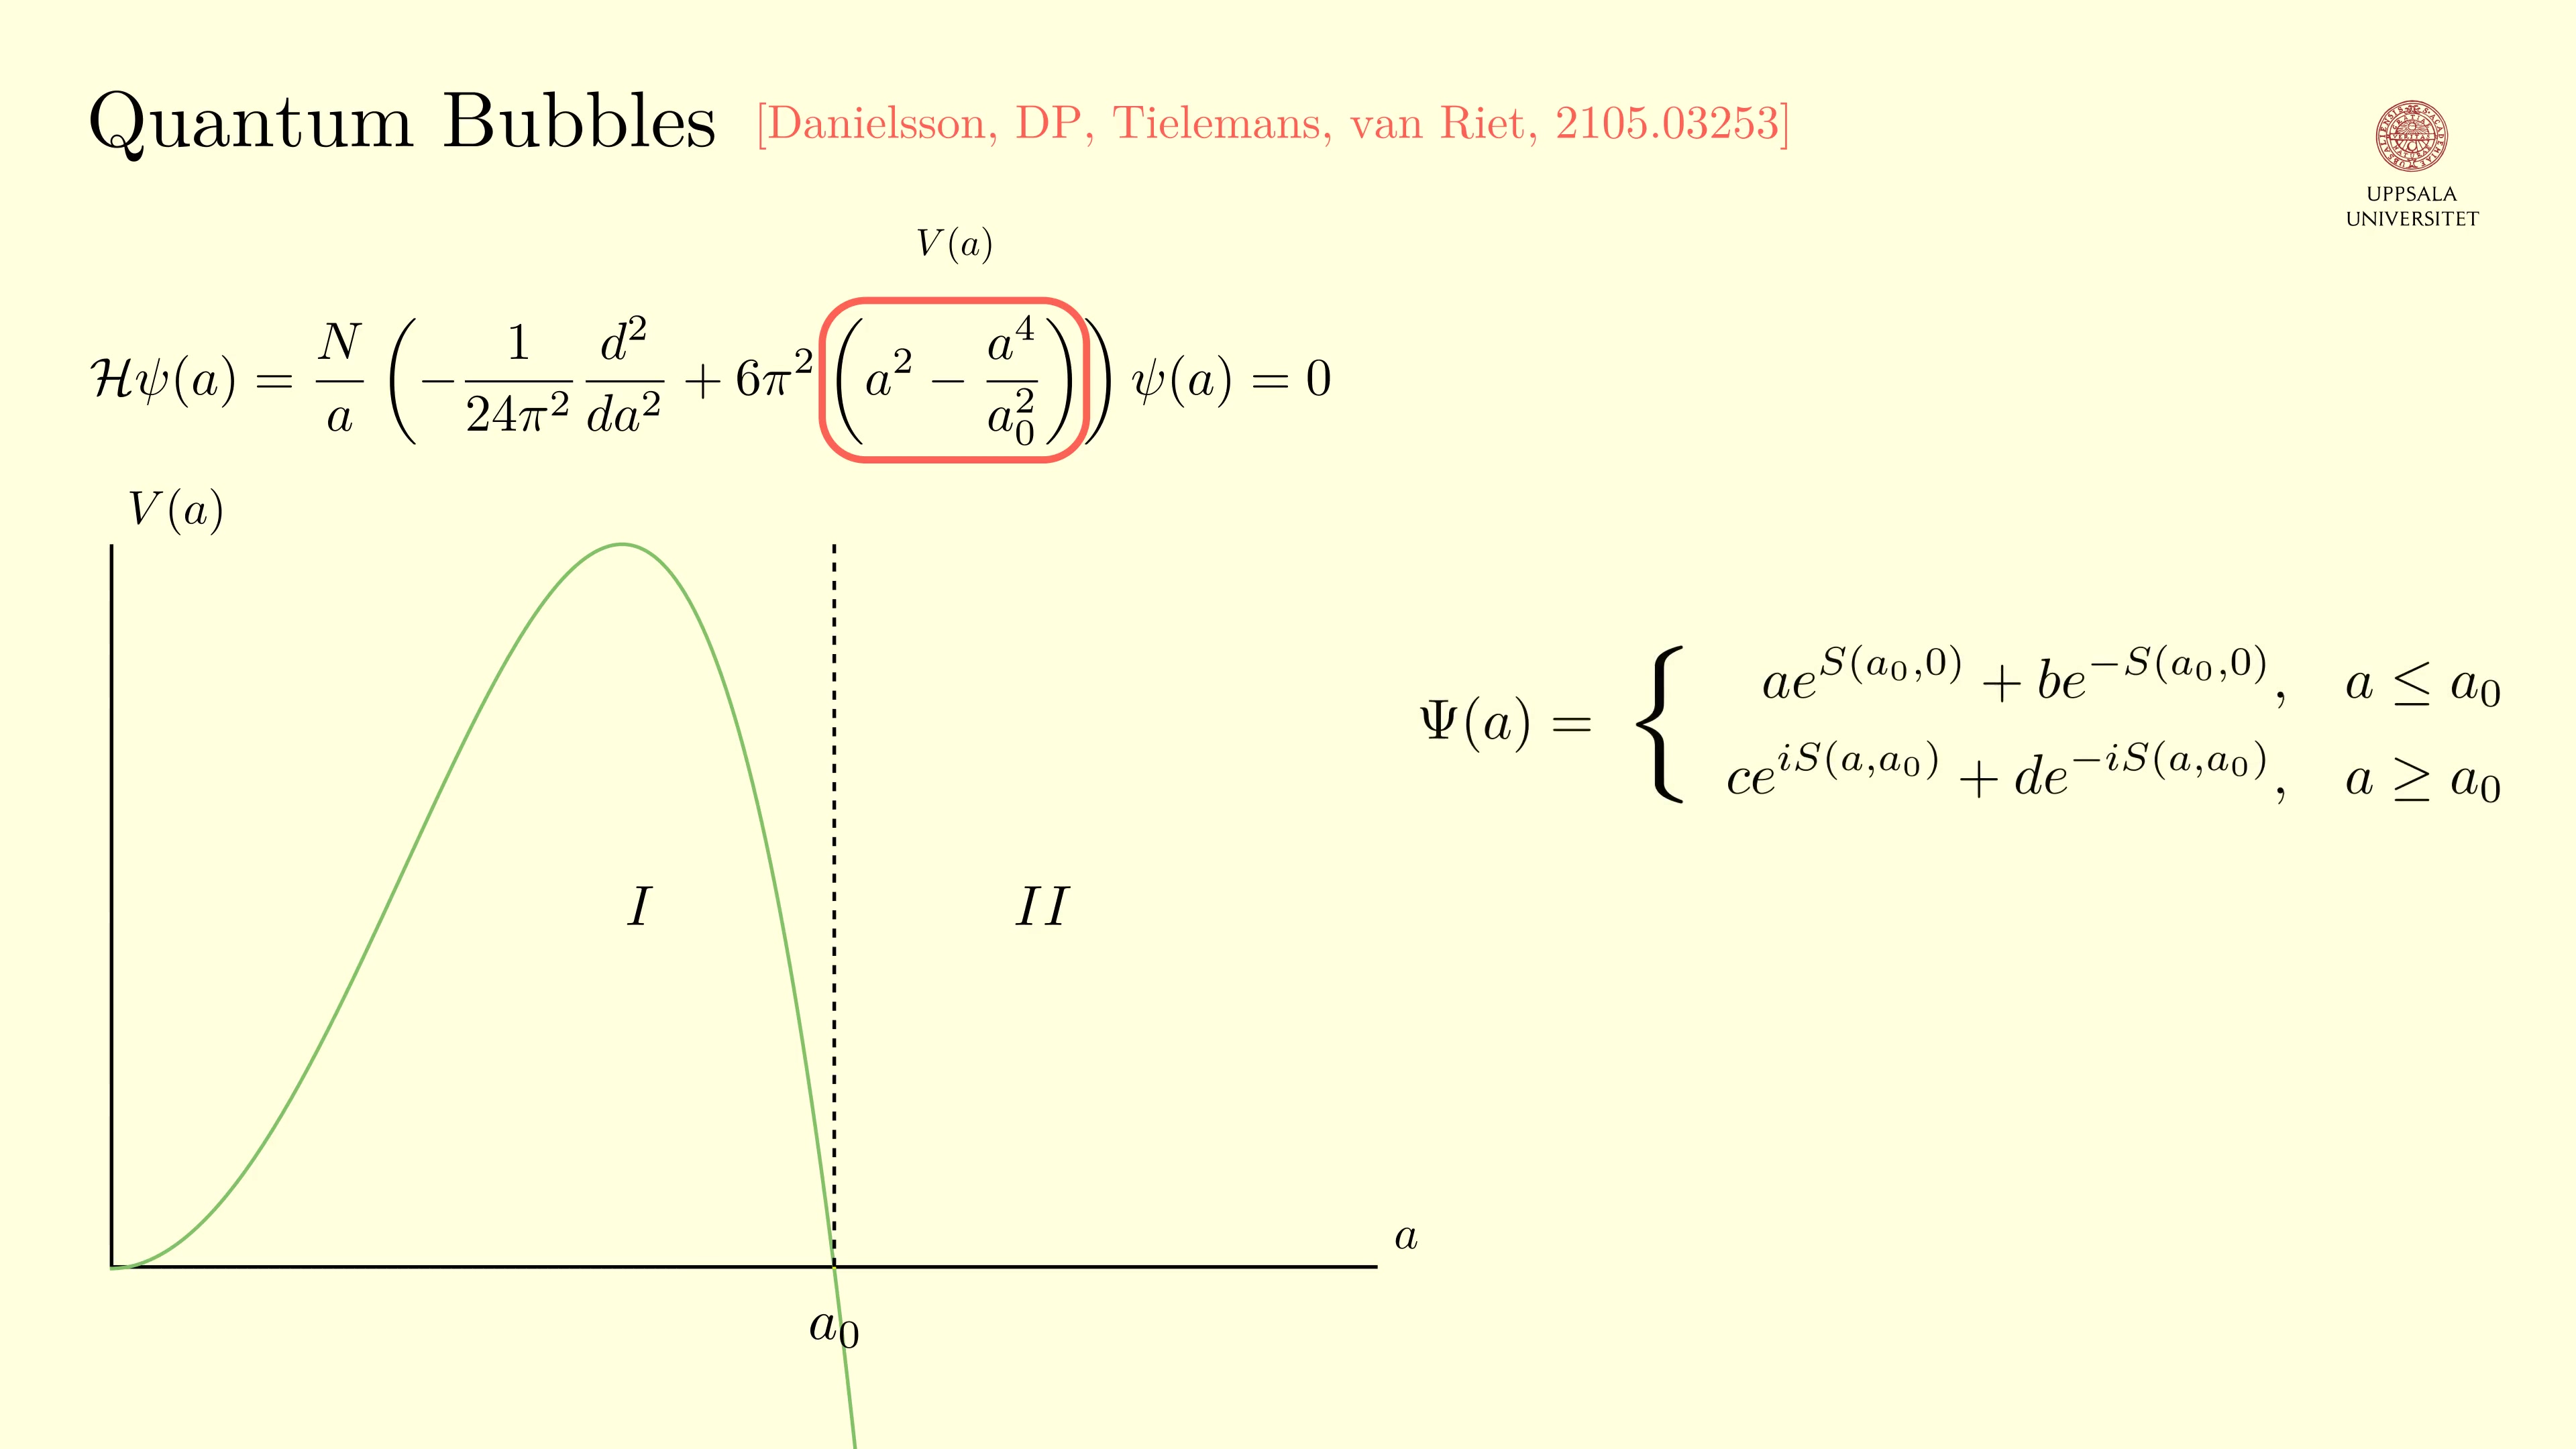 Quantum Bubbles [Danielsson, DP, Tielemans, van Riet, 2105.03253]
UPPSALA
UNIVERSITET
V(a)
\mathcal{H}\psi(a) = \frac{N}{a} \left( -\frac{1}{24\pi^2} \frac{d^2}{da^2} + 6\pi^2 \left( a^2 - \frac{a^4}{a_0^2} \right) \right) \psi(a) = 0
V(a)
\Psi(a) = \begin{cases} ae^{S(a_0,0)} + be^{-S(a_0,0)}, & a \leq a_0 \\ ce^{iS(a,a_0)} + de^{-iS(a,a_0)}, & a \geq a_0 \end{cases}
I
II
a
a_0